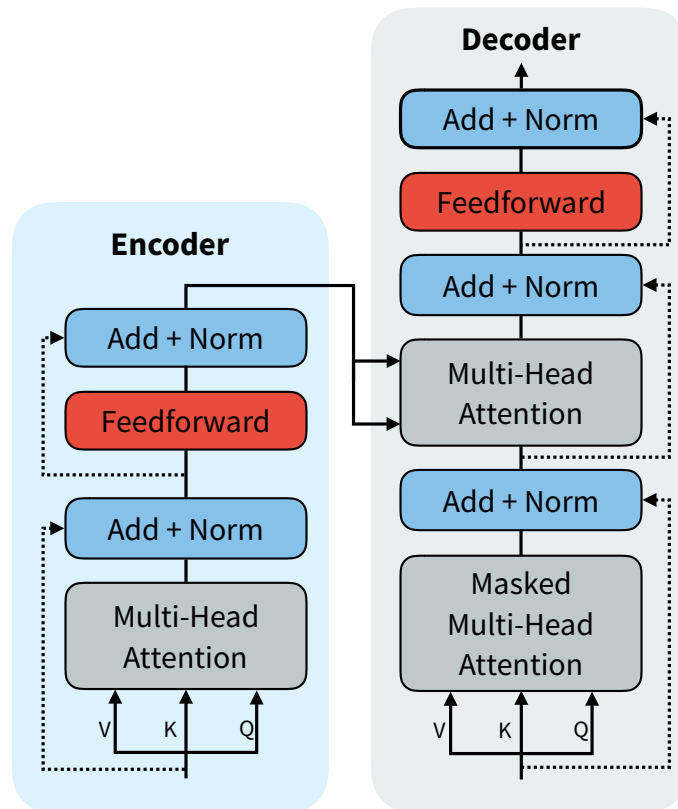 Encoder
Add + Norm
Feedforward
Add + Norm
Multi-Head
Attention
V K Q
Decoder
Add + Norm
Feedforward
Add + Norm
Multi-Head
Attention
Add + Norm
Masked
Multi-Head
Attention
V K Q